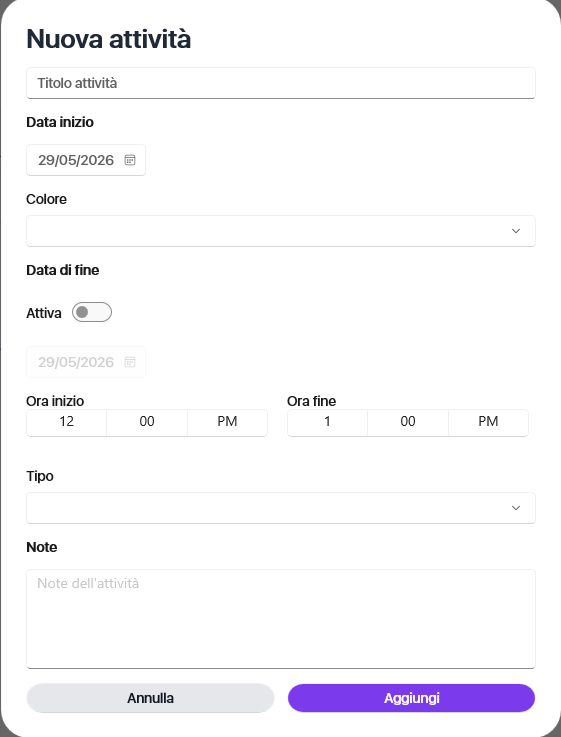 Nuova attività
Titolo attività
Data inizio
29/05/2026
Colore
Data di fine
Attiva
29/05/2026
Ora inizio Ora fine
12 00 PM 1 00 PM
Tipo
Note
Note dell'attività
Annulla Aggiungi